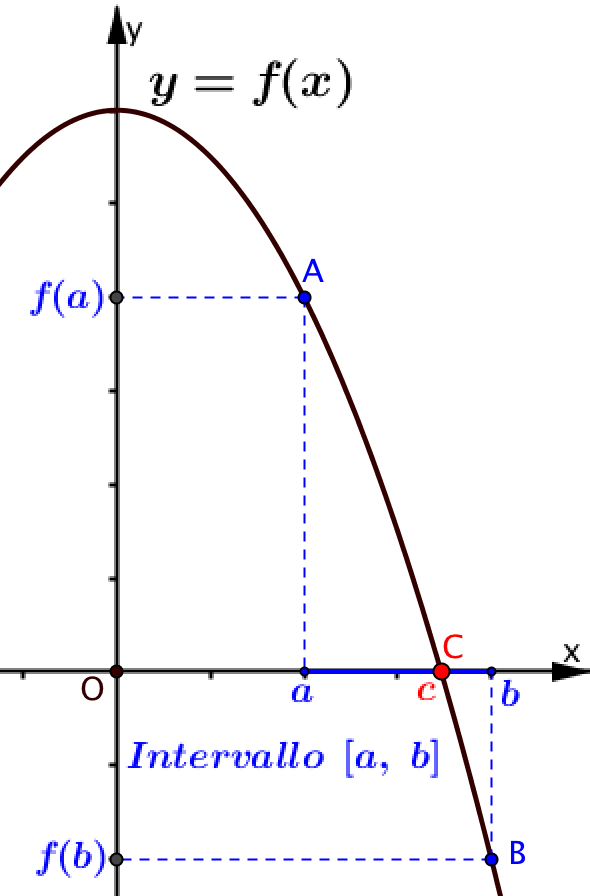 y
y = f(x)
A
f(a)
C
x
O
a
c
b
Intervallo [a, b]
f(b)
B